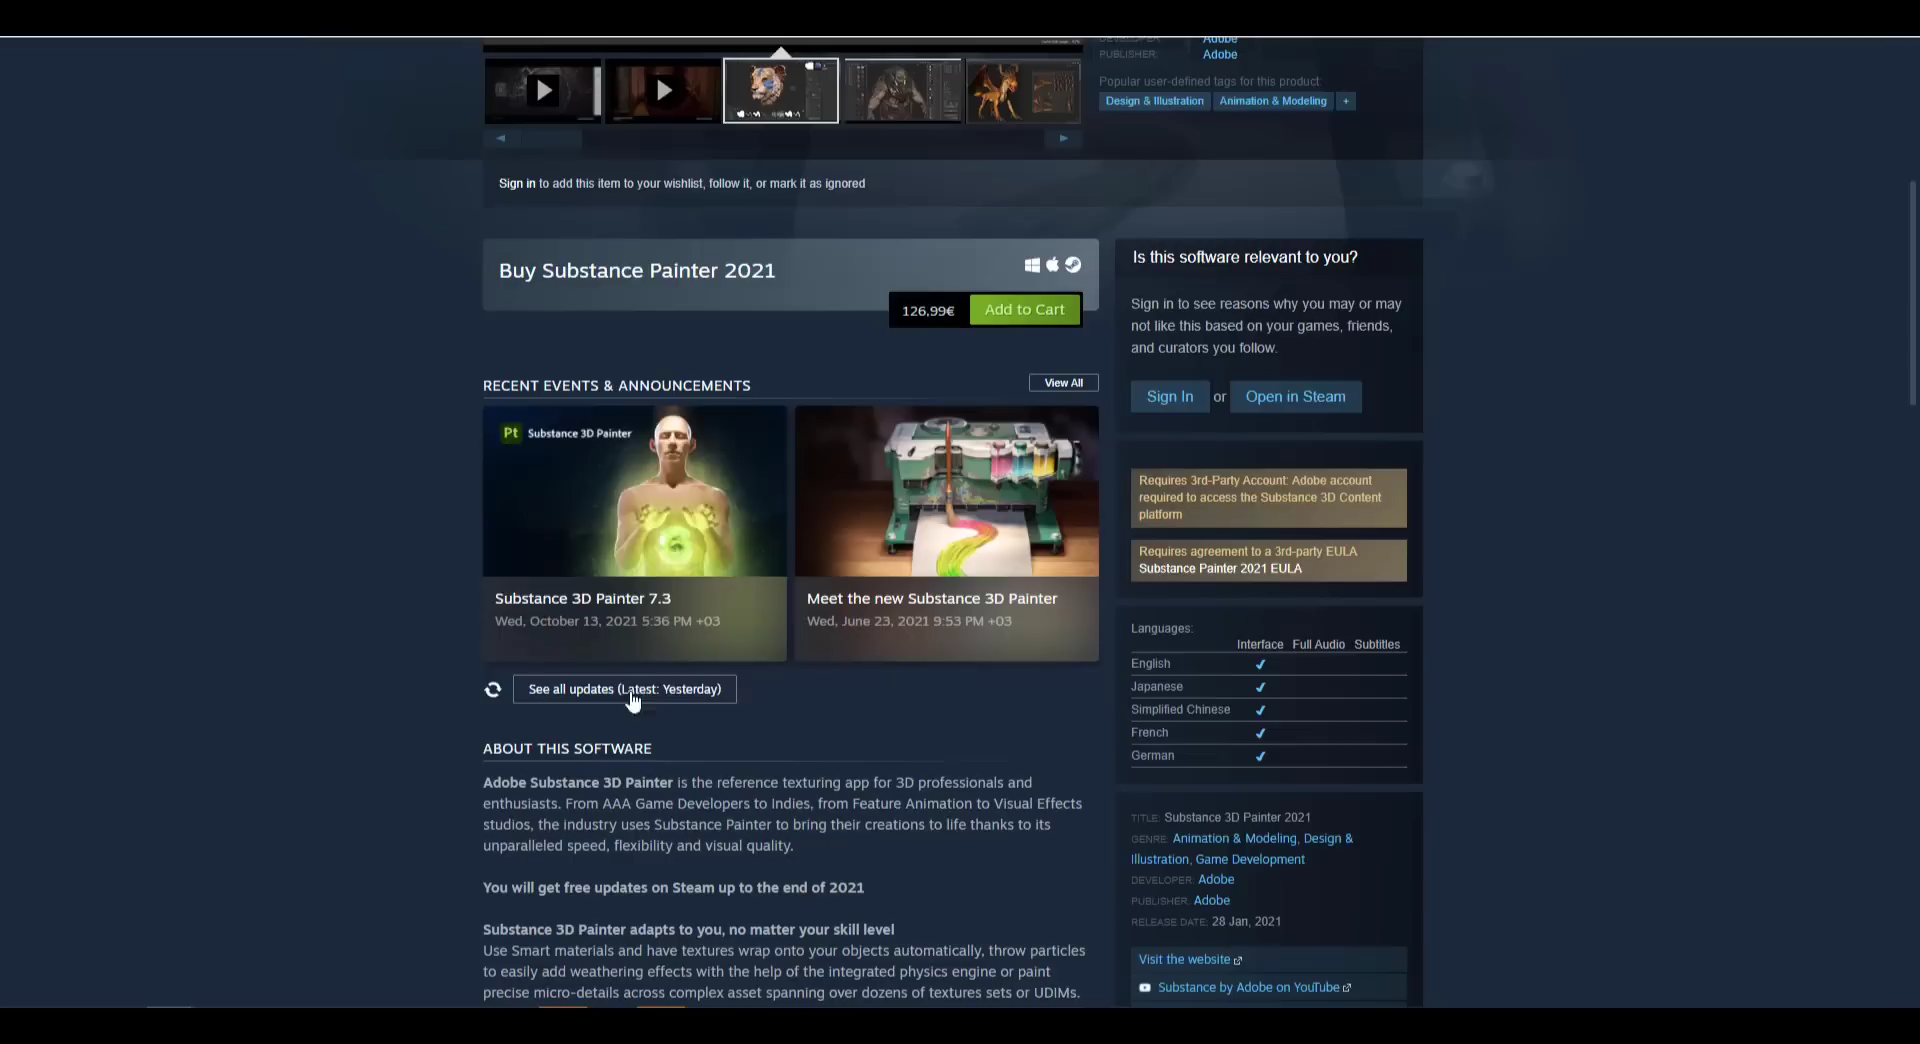 Adobe
PUBLISHER: Adobe
Popular user-defined tags for this product:
Design & Illustration Animation & Modeling +
Sign in to add this item to your wishlist, follow it, or mark it as ignored
Buy Substance Painter 2021
126,99€ Add to Cart
RECENT EVENTS & ANNOUNCEMENTS
View All
Pt Substance 3D Painter
Substance 3D Painter 7.3
Wed, October 13, 2021 5:36 PM +03
Meet the new Substance 3D Painter
Wed, June 23, 2021 9:53 PM +03
See all updates (Latest: Yesterday)
ABOUT THIS SOFTWARE
Adobe Substance 3D Painter is the reference texturing app for 3D professionals and
enthusiasts. From AAA Game Developers to Indies, from Feature Animation to Visual Effects
studios, the industry uses Substance Painter to bring their creations to life thanks to its
unparalleled speed, flexibility and visual quality.
You will get free updates on Steam up to the end of 2021
Substance 3D Painter adapts to you, no matter your skill level
Use Smart materials and have textures wrap onto your objects automatically, throw particles
to easily add weathering effects with the help of the integrated physics engine or paint
precise micro-details across complex asset spanning over dozens of textures sets or UDIMs.
Is this software relevant to you?
Sign in to see reasons why you may or may
not like this based on your games, friends,
and curators you follow.
Sign In or Open in Steam
Requires 3rd-Party Account: Adobe account
required to access the Substance 3D Content
platform
Requires agreement to a 3rd-party EULA
Substance Painter 2021 EULA
Languages:
Interface Full Audio Subtitles
English ✔
Japanese ✔
Simplified Chinese ✔
French ✔
German ✔
TITLE: Substance 3D Painter 2021
GENRE: Animation & Modeling, Design &
Illustration, Game Development
DEVELOPER: Adobe
PUBLISHER: Adobe
RELEASE DATE: 28 Jan, 2021
Visit the website
Substance by Adobe on YouTube